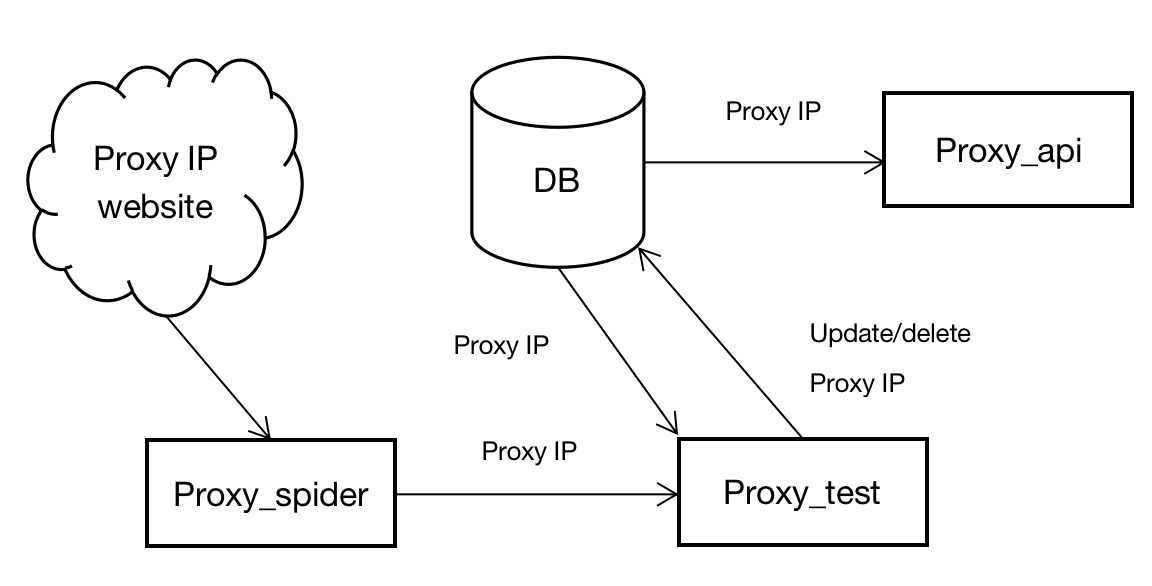 Proxy IP
website
DB
Proxy IP
Proxy_api
Proxy IP
Update/delete
Proxy IP
Proxy IP
Proxy_spider
Proxy_test